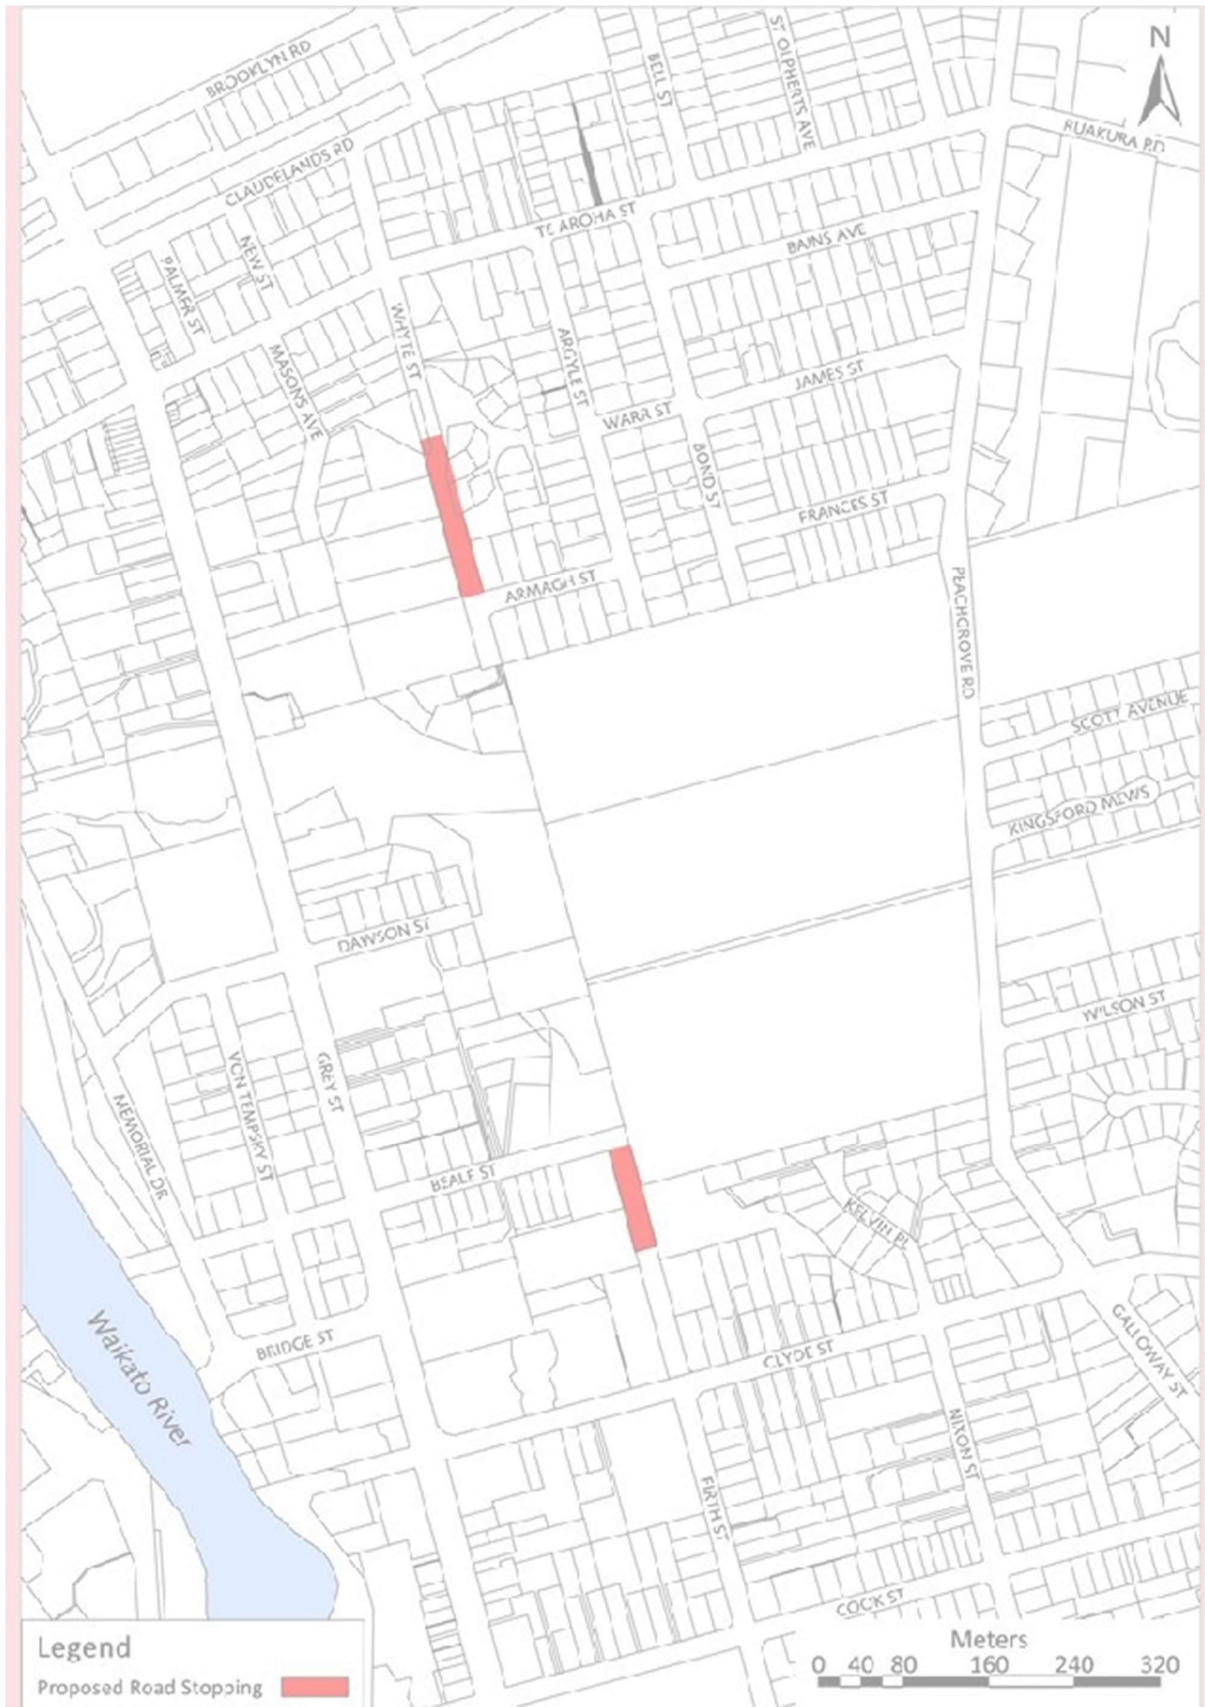 N
BROOKLYN RD
BELL ST
ST OLPHERTS AVE
RUAKURA RD
CLAUDELANDS RD
TE AROHA ST
BAINS AVE
NEW ST
PALMER ST
WHYTE ST
MASONS AVE
ARGYLE ST
JAMES ST
WARR ST
BOND ST
FRANCES ST
ARMAGH ST
PEACHGROVE RD
SCOTT AVENUE
KINGSFORD MEWS
DAWSON ST
WILSON ST
GREY ST
VON TEMPSKY ST
MEMORIAL DR
BEALE ST
KELVIN PL
BRIDGE ST
CLYDE ST
GALLOWAY ST
Waikato River
NIXON ST
FIRTH ST
COOK ST
Legend
Proposed Road Stopping
Meters
0 40 80 160 240 320